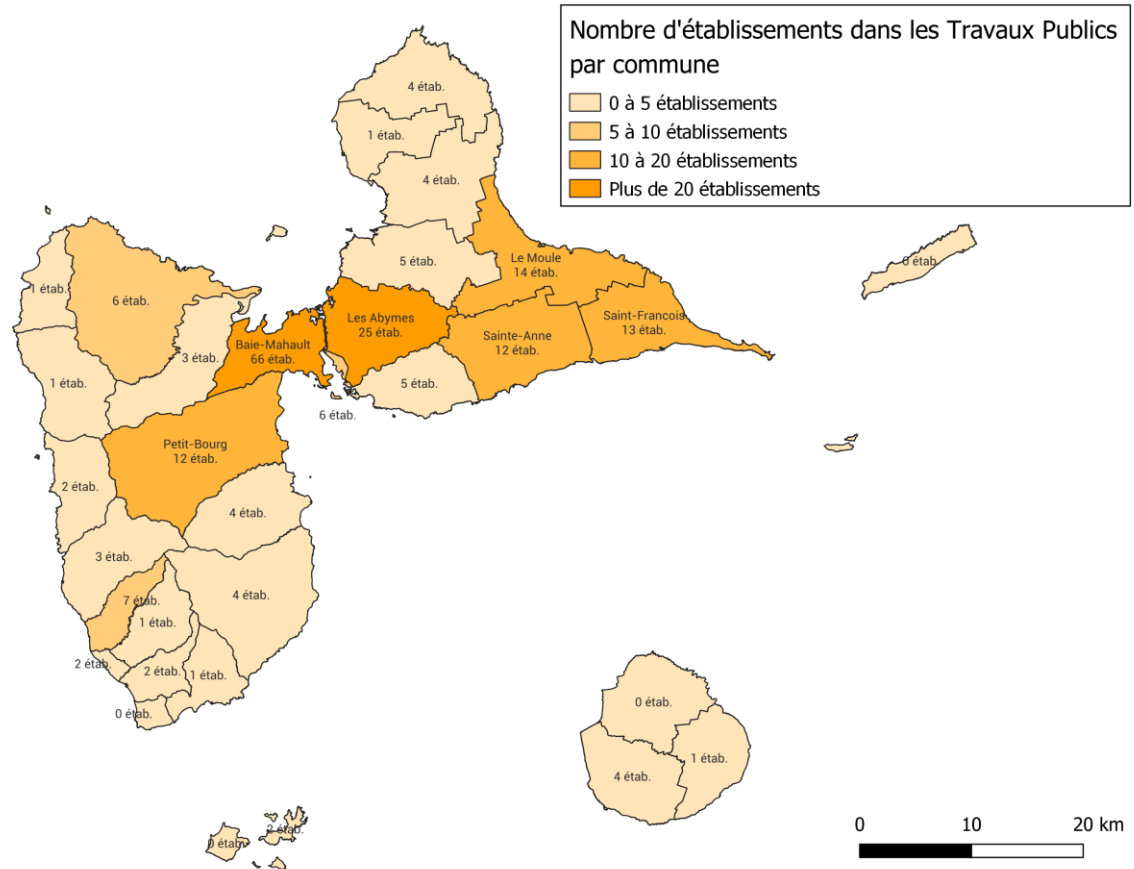 Nombre d'établissements dans les Travaux Publics
par commune
0 à 5 établissements
5 à 10 établissements
10 à 20 établissements
Plus de 20 établissements
4 étab.
1 étab.
4 étab.
5 étab.
Le Moule
14 étab.
0 étab.
1 étab.
6 étab.
Les Abymes
25 étab.
Saint-Francois
13 étab.
Sainte-Anne
12 étab.
Baie-Mahault
66 étab.
3 étab.
1 étab.
5 étab.
6 étab.
Petit-Bourg
12 étab.
2 étab.
4 étab.
3 étab.
4 étab.
7 étab.
1 étab.
2 étab.
2 étab.
1 étab.
0 étab.
0 étab.
1 étab.
4 étab.
2 étab.
0 étab.
0 10 20 km